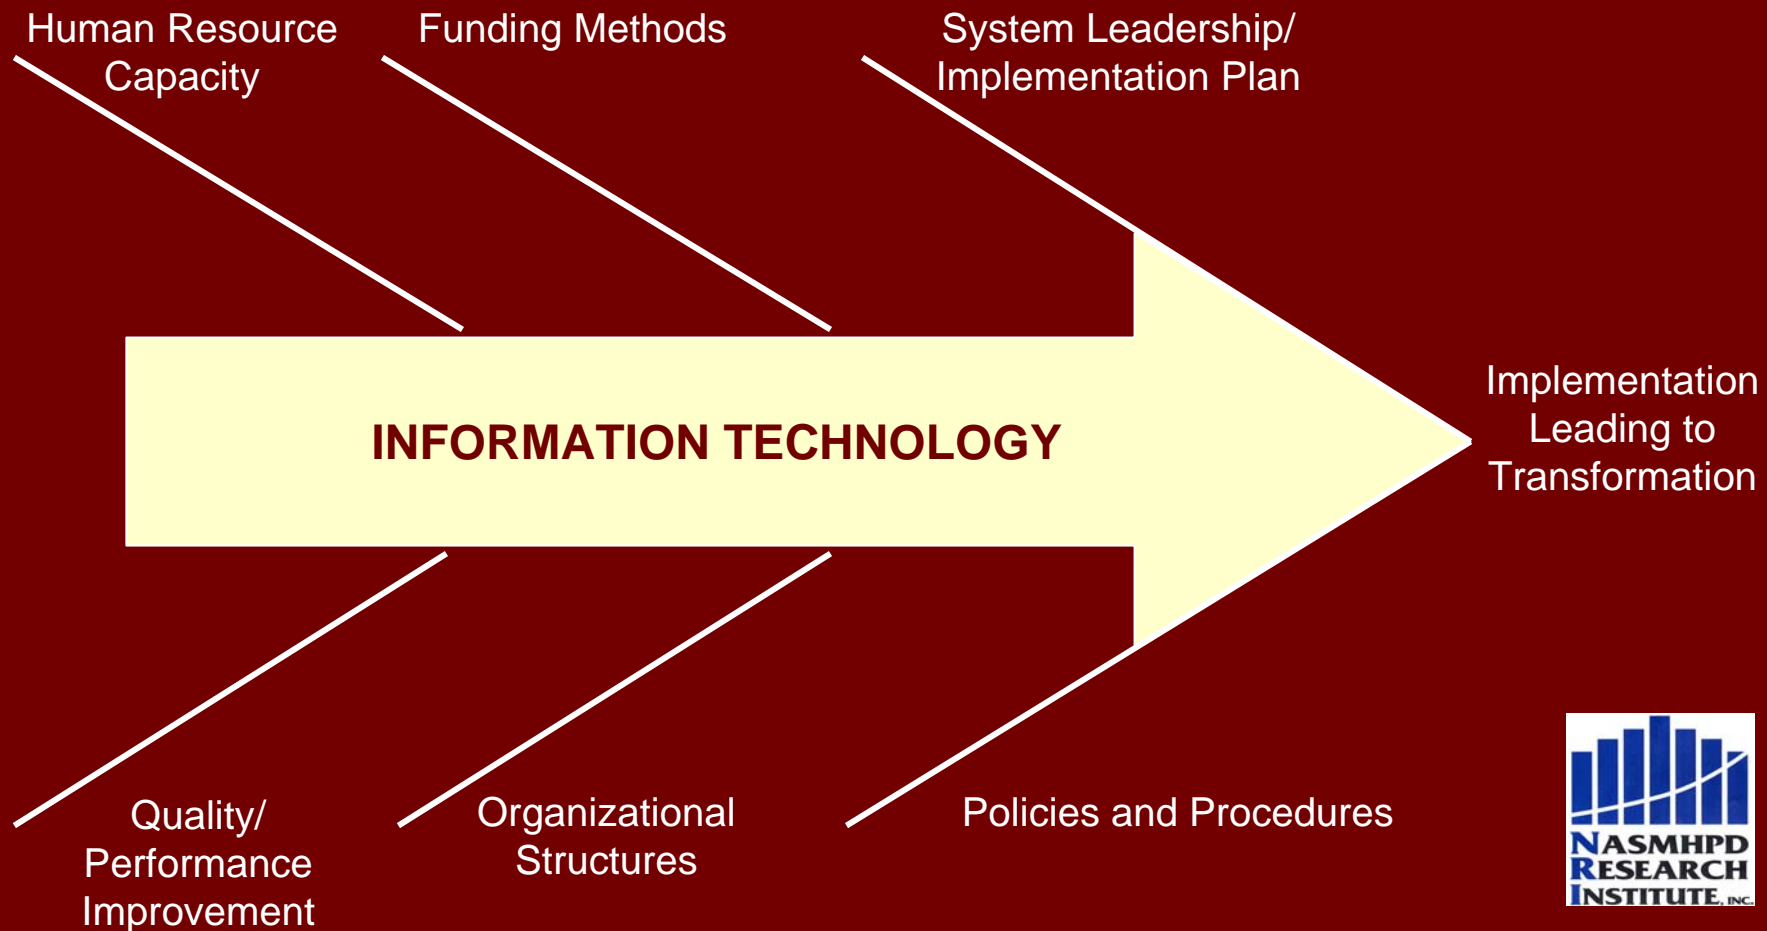 Human Resource
Capacity
Funding Methods
System Leadership/
Implementation Plan
INFORMATION TECHNOLOGY
Implementation
Leading to
Transformation
Quality/
Performance
Improvement
Organizational
Structures
Policies and Procedures
NASMHPD
RESEARCH
INSTITUTE, INC.